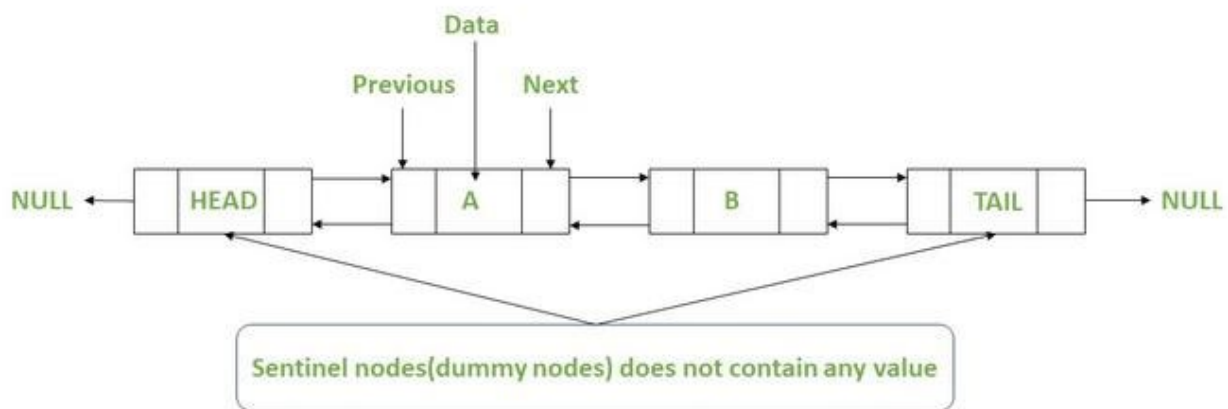 Data
Previous Next
NULL HEAD A B TAIL NULL
Sentinel nodes(dummy nodes) does not contain any value